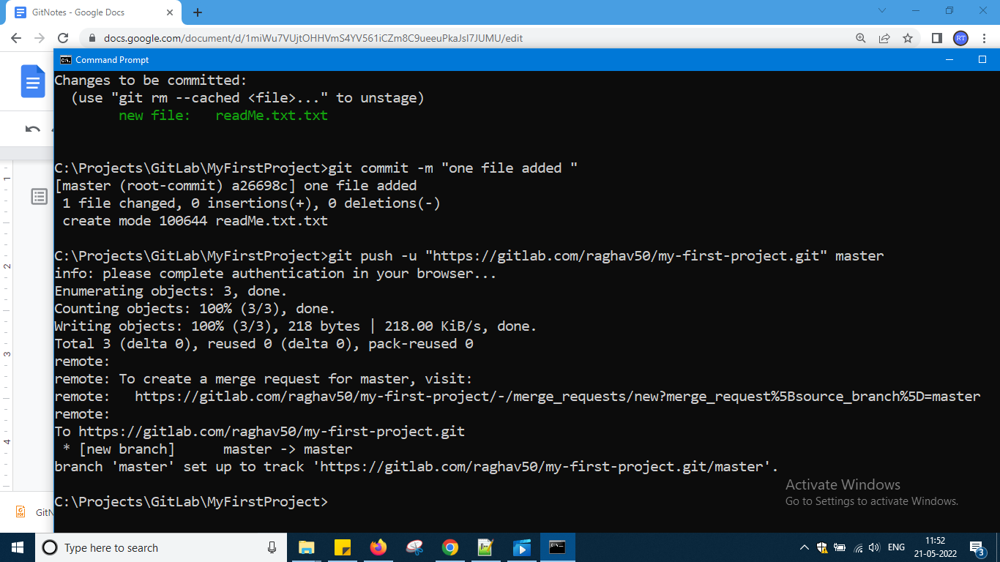 GitNotes - Google Docs
docs.google.com/document/d/1miWu7VUjtOHHVmS4YV561iCZm8C9ueeuPkaJsl7JUMU/edit
RT
Command Prompt
Changes to be committed:
(use "git rm --cached <file>..." to unstage)
new file: readMe.txt.txt
C:\Projects\GitLab\MyFirstProject>git commit -m "one file added "
[master (root-commit) a26698c] one file added
1 file changed, 0 insertions(+), 0 deletions(-)
create mode 100644 readMe.txt.txt
C:\Projects\GitLab\MyFirstProject>git push -u "https://gitlab.com/raghav50/my-first-project.git" master
info: please complete authentication in your browser...
Enumerating objects: 3, done.
Counting objects: 100% (3/3), done.
Writing objects: 100% (3/3), 218 bytes | 218.00 KiB/s, done.
Total 3 (delta 0), reused 0 (delta 0), pack-reused 0
remote:
remote: To create a merge request for master, visit:
remote: https://gitlab.com/raghav50/my-first-project/-/merge_requests/new?merge_request%5Bsource_branch%5D=master
remote:
To https://gitlab.com/raghav50/my-first-project.git
* [new branch] master -> master
branch 'master' set up to track 'https://gitlab.com/raghav50/my-first-project.git/master'.
C:\Projects\GitLab\MyFirstProject>
1
2
3
4
Activate Windows
Go to Settings to activate Windows.
GitN
Type here to search
ENG
11:52
21-05-2022
3